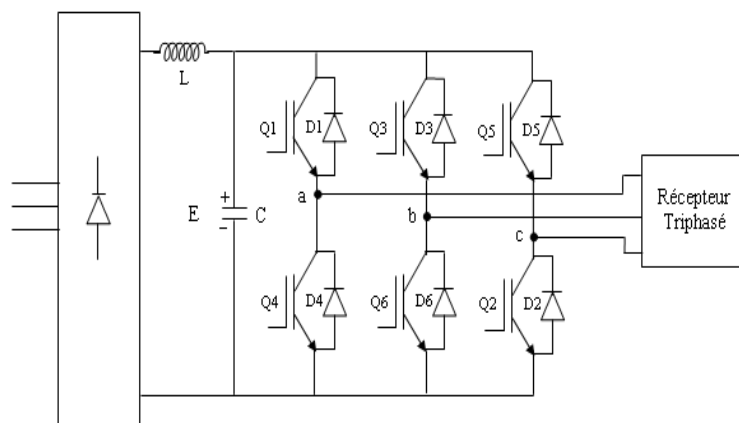 L
Q1
D1
Q3
D3
Q5
D5
a
Récepteur
Triphasé
E
+
-
C
b
c
Q4
D4
Q6
D6
Q2
D2